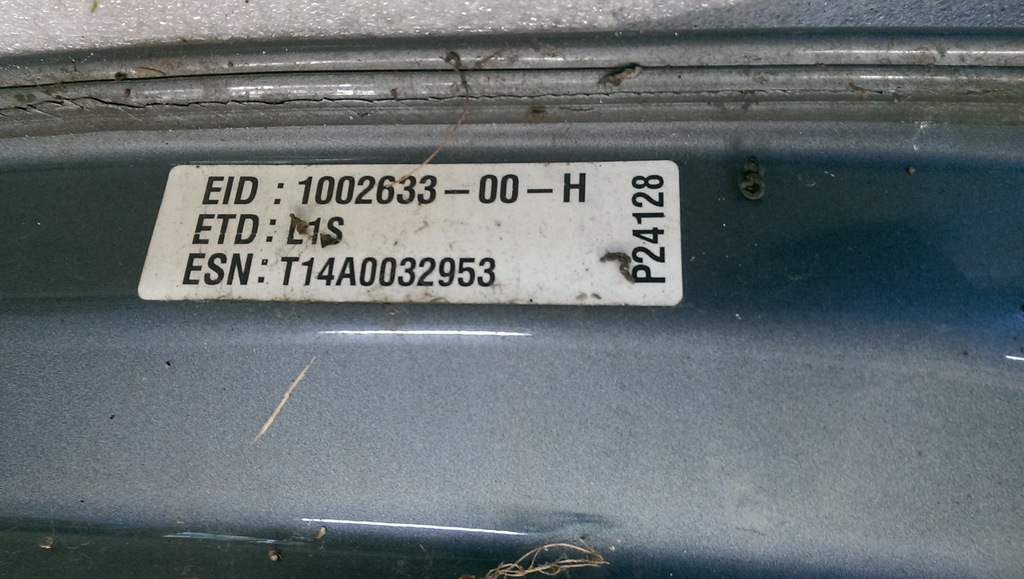 EID : 1002633-00-H
ETD: L1S
ESN: T14A0032953
P24128